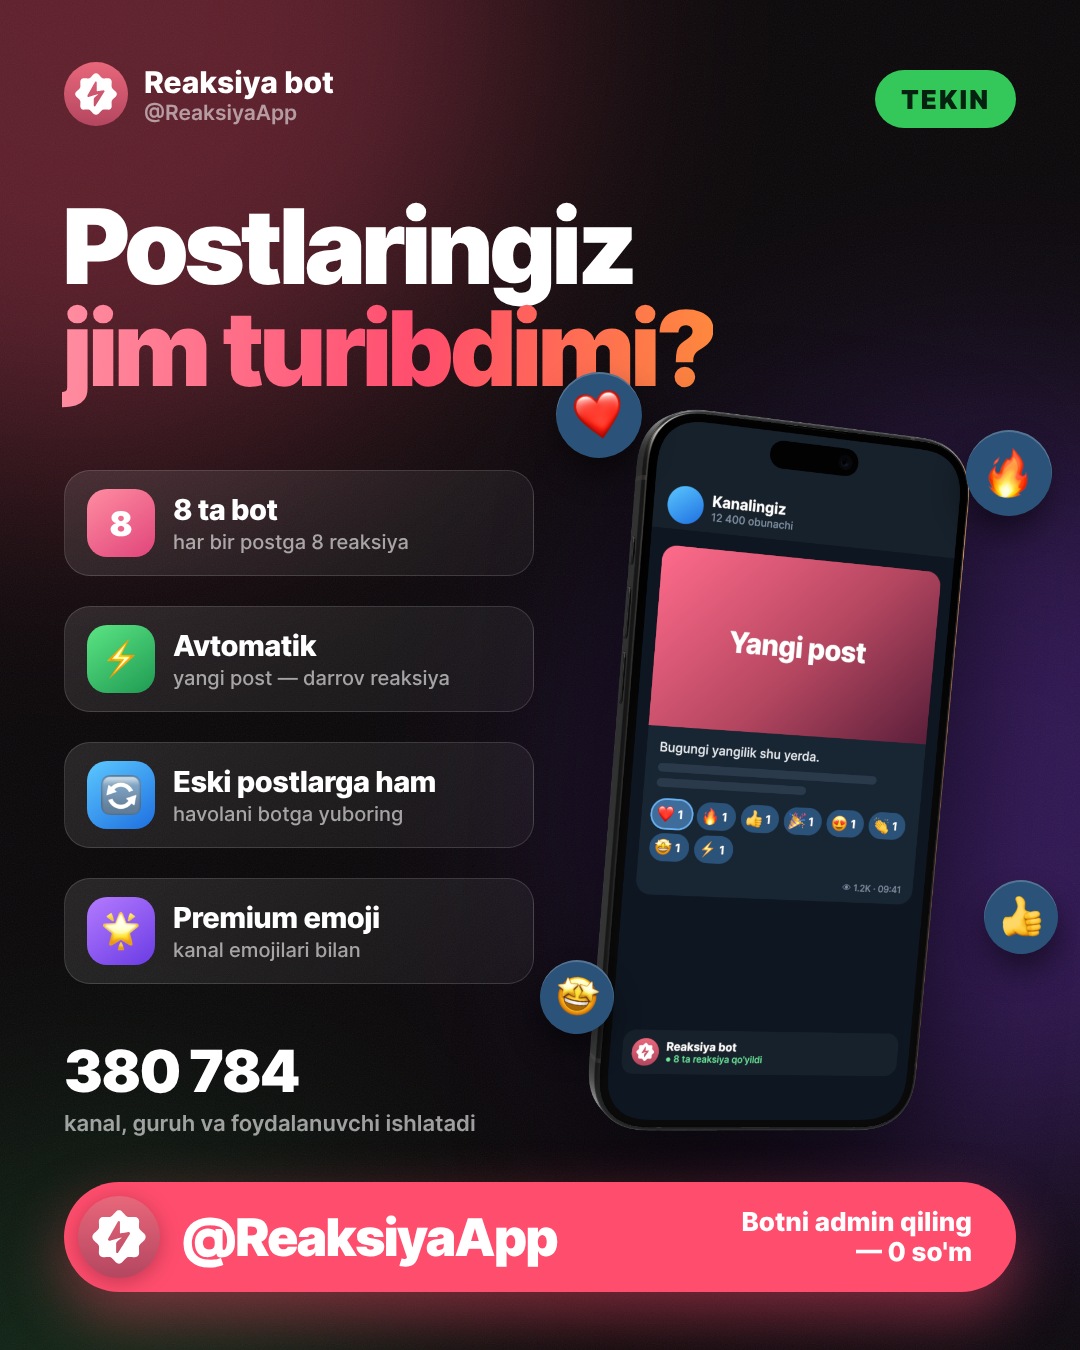 Reaksiya bot
@ReaksiyaApp
TEKIN
Postlaringiz
jim turibdimi?
8
8 ta bot
har bir postga 8 reaksiya
Avtomatik
yangi post — darrov reaksiya
Eski postlarga ham
havolani botga yuboring
Premium emoji
kanal emojilari bilan
380 784
kanal, guruh va foydalanuvchi ishlatadi
Kanalingiz
12 400 obunachi
Yangi post
Bugungi yangilik shu yerda.
❤️ 1 🔥 1 👍 1 🎉 1 😍 1 👏 1
🤩 1 ⚡ 1
👁 1.2K · 09:41
Reaksiya bot
● 8 ta reaksiya qo'yildi
@ReaksiyaApp
Botni admin qiling
— 0 so'm